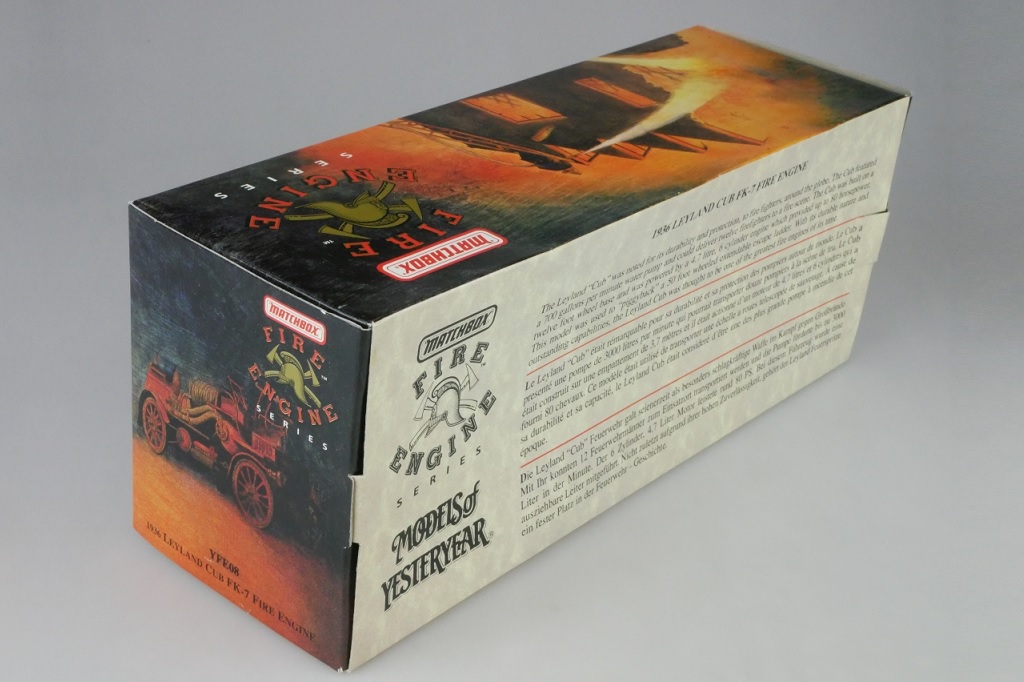 MATCHBOX
FIRE
ENGINE
SERIES
™
MATCHBOX
FIRE
ENGINE
SERIES
™
YFE08
1936 LEYLAND CUB FK-7 FIRE ENGINE
MATCHBOX
FIRE
ENGINE
SERIES
™
MODELS of
YESTERYEAR®
1936 LEYLAND CUB FK-7 FIRE ENGINE
The Leyland "Cub" was noted for its durability and protection, to fire fighters, around the globe. The Cub featured
a 700 gallons per minute water pump and could deliver twelve firefighters to a fire scene. The Cub was built on a
twelve foot wheel base and was powered by a 4.7 litre, 6 cylinder engine which provided up to 80 horsepower.
This model was used to "piggyback" a 50 foot wheeled extendable escape ladder. With its durable nature and
outstanding capabilities, the Leyland Cub was thought to be one of the greatest fire engines of its time.
Le Leyland "Cub" était remarquable pour sa durabilité et sa protection des pompiers autour du monde. Le Cub a
presenté une pompe de 3000 litres par minute qui pourrait transporter douze pompiers à la scène de feu. Le Cub
était construit sur une empattement de 3,7 mètres et il était actionné d'un moteur de 4,7 litres et 6 cylindres qui a
fourni 80 chevaux. Ce modèle était utilisé de transporter une échelle à roues télescopée de sauvetage. A cause de
sa durabilité et sa capacité, le Leyland Cub était considéré à être une des plus grande pompe à incendie de cet
époque.
Die Leyland "Cub" Feuerwehr galt seinerzeit als besonders schlagkräftige Waffe im Kampf gegen Großbrände.
Mit Ihr konnten 12 Feuerwehrmänner zum Einsatzort transportiert werden und die Pumpe förderte bis zu 3000
Liter in der Minute. Der 6 Zylinder, 4.7 Liter Motor leistete rund 80 PS. Bei diesem Fahrzeug wurde eine
ausziehbare Leiter mitgeführt. Nicht zuletzt aufgrund ihrer hohen Zuverlässigkeit, gehört der Leyland Feuerwehr
ein fester Platz in der Feuerwehr - Geschichte.